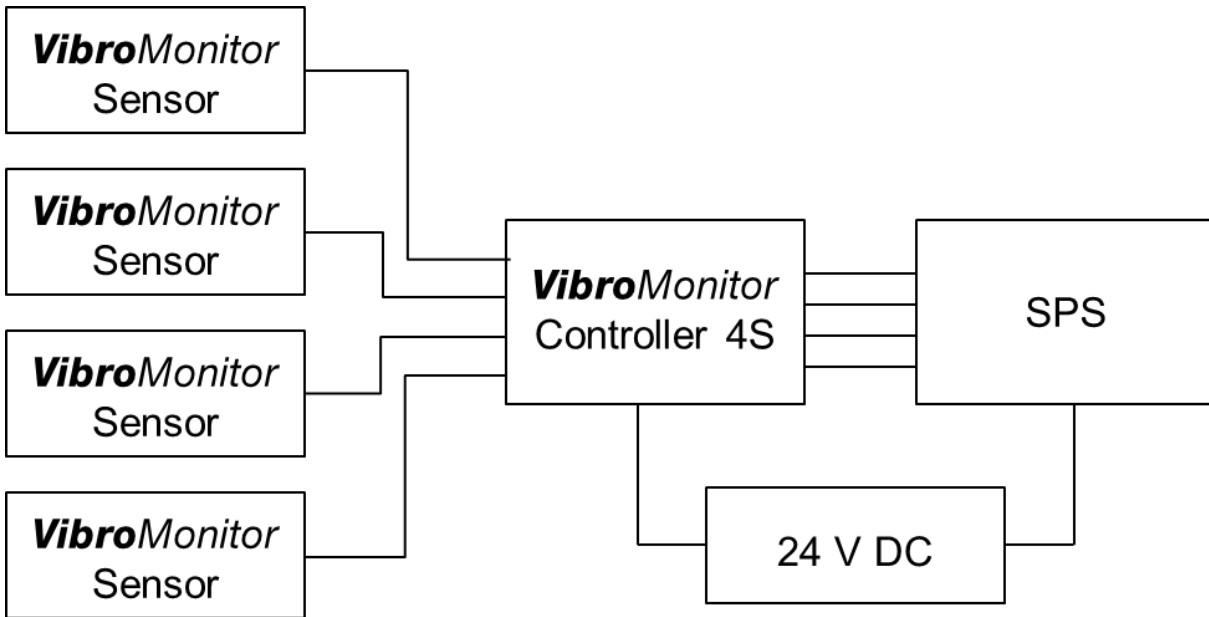 VibroMonitor
Sensor
VibroMonitor
Sensor
VibroMonitor
Sensor
VibroMonitor
Sensor
VibroMonitor
Controller 4S
SPS
24 V DC